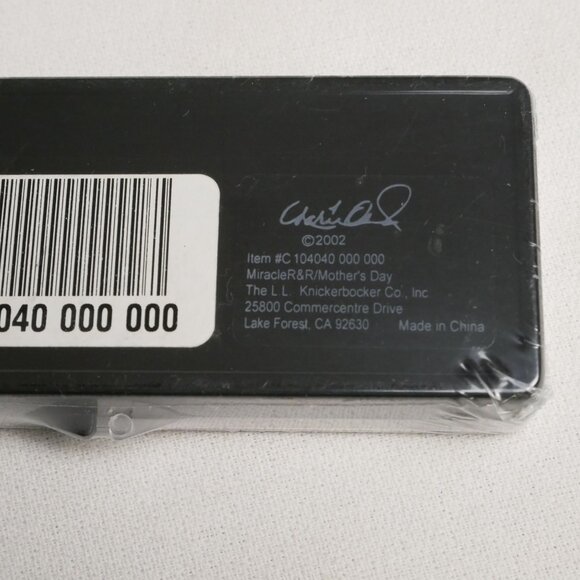 040 000 000
©2002
Item #C 104040 000 000
MiracleR&R/Mother's Day
The L.L. Knickerbocker Co., Inc.
25800 Commercentre Drive
Lake Forest, CA 92630 Made in China